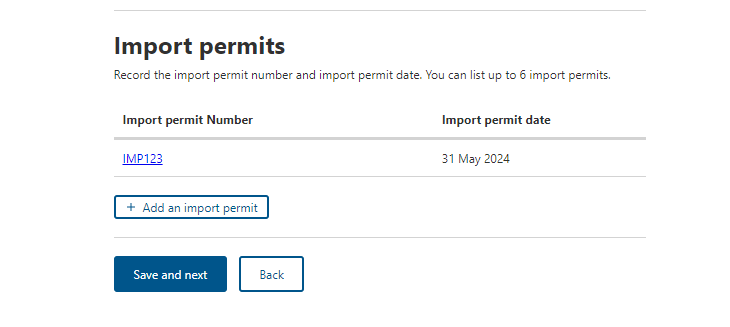 Import permits
Record the import permit number and import permit date. You can list up to 6 import permits.
Import permit Number Import permit date
IMP123 31 May 2024
+ Add an import permit
Save and next Back